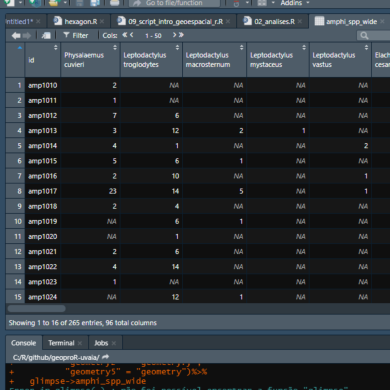 Go to file/function
Addins
Untitled1*
hexagon.R
09_script_intro_geoespacial_r.R
02_analises.R
amphi_spp_wide
Filter
Cols:
1 - 50
id
Physalaemus cuvieri
Leptodactylus troglodytes
Leptodactylus macrosternum
Leptodactylus mystaceus
Leptodactylus vastus
1 amp1010 2 NA NA NA NA
2 amp1011 1 NA NA NA NA
3 amp1012 7 6 NA NA NA
4 amp1013 3 12 2 1 NA
5 amp1014 4 1 NA NA 2
6 amp1015 5 6 1 NA NA
7 amp1016 2 10 NA NA 1
8 amp1017 23 14 5 NA 1
9 amp1018 2 4 NA NA NA
10 amp1019 NA 6 1 NA NA
11 amp1020 NA 1 NA NA NA
12 amp1021 2 6 NA NA NA
13 amp1022 4 14 NA NA NA
14 amp1023 1 NA NA NA NA
15 amp1024 NA 12 1 NA NA
Showing 1 to 16 of 265 entries, 96 total columns
Console
Terminal
Jobs
C:/R/github/geoproR-uvaia/
+ "geometry5" = "geometry")%>%
+ glimpse->amphi_spp_wide